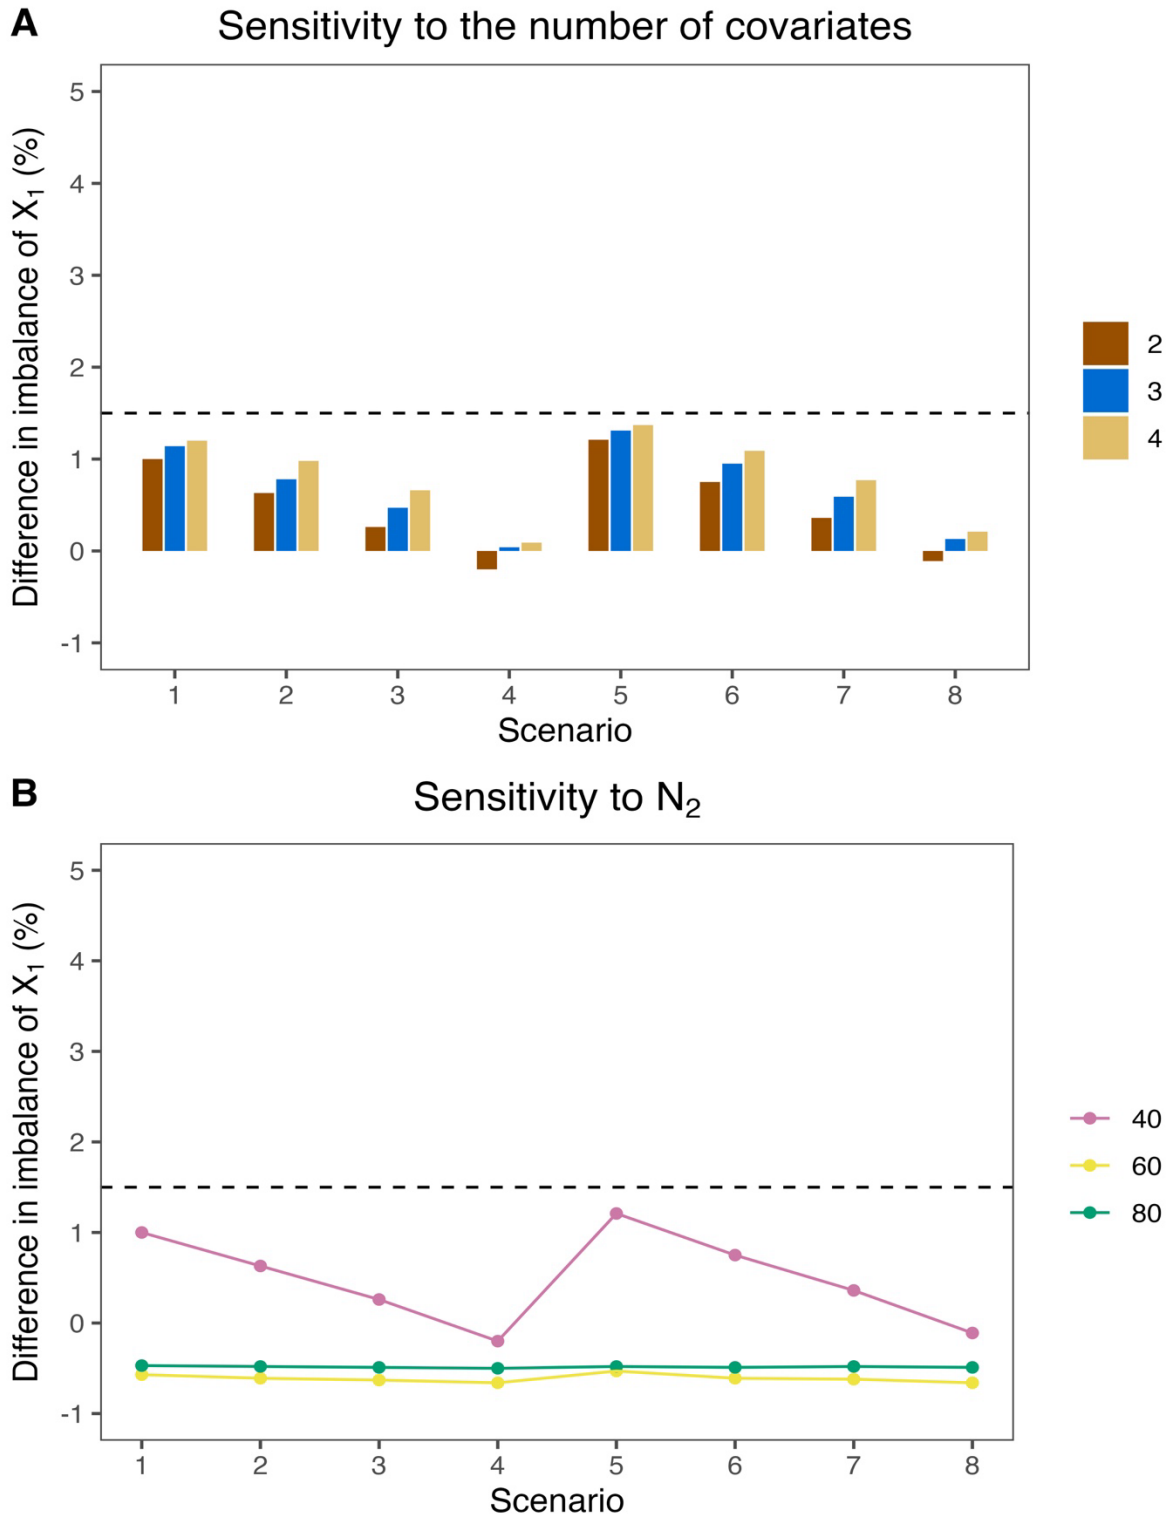 A
Sensitivity to the number of covariates
Difference in imbalance of X₁ (%)
5
4
3
2
1
0
-1
1 2 3 4 5 6 7 8
Scenario
2
3
4
B
Sensitivity to N₂
Difference in imbalance of X₁ (%)
5
4
3
2
1
0
-1
1 2 3 4 5 6 7 8
Scenario
40
60
80